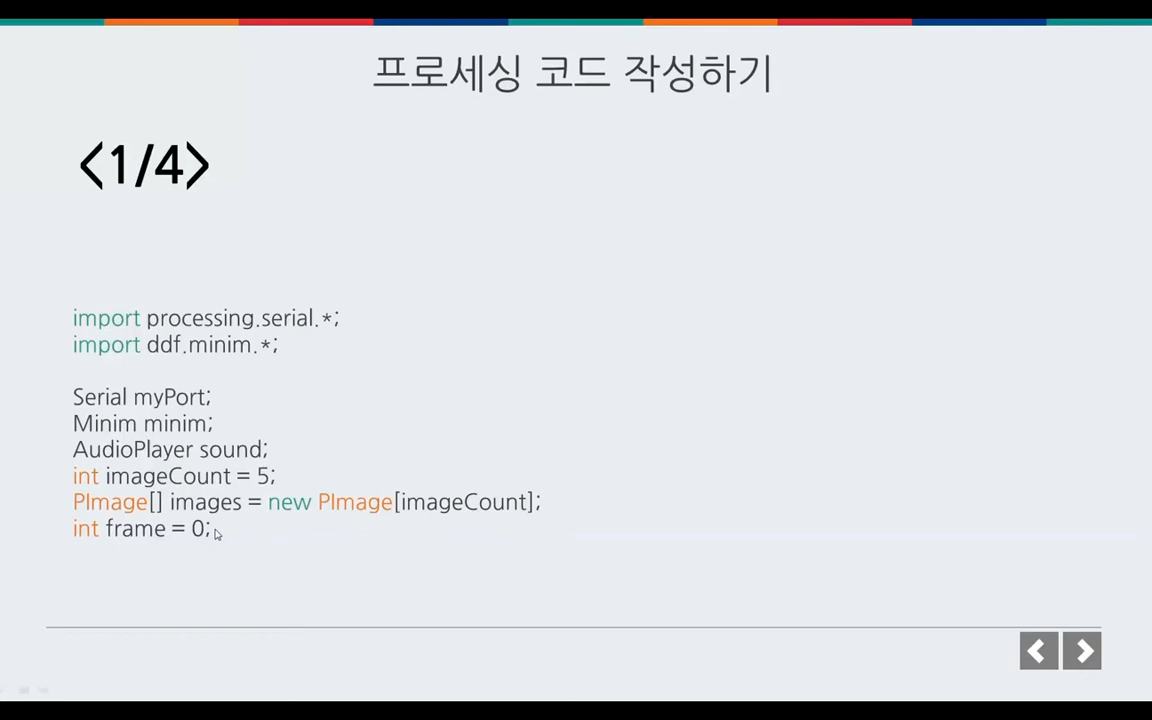 프로세싱 코드 작성하기
<1/4>
import processing.serial.*;
import ddf.minim.*;
Serial myPort;
Minim minim;
AudioPlayer sound;
int imageCount = 5;
PImage[] images = new PImage[imageCount];
int frame = 0;